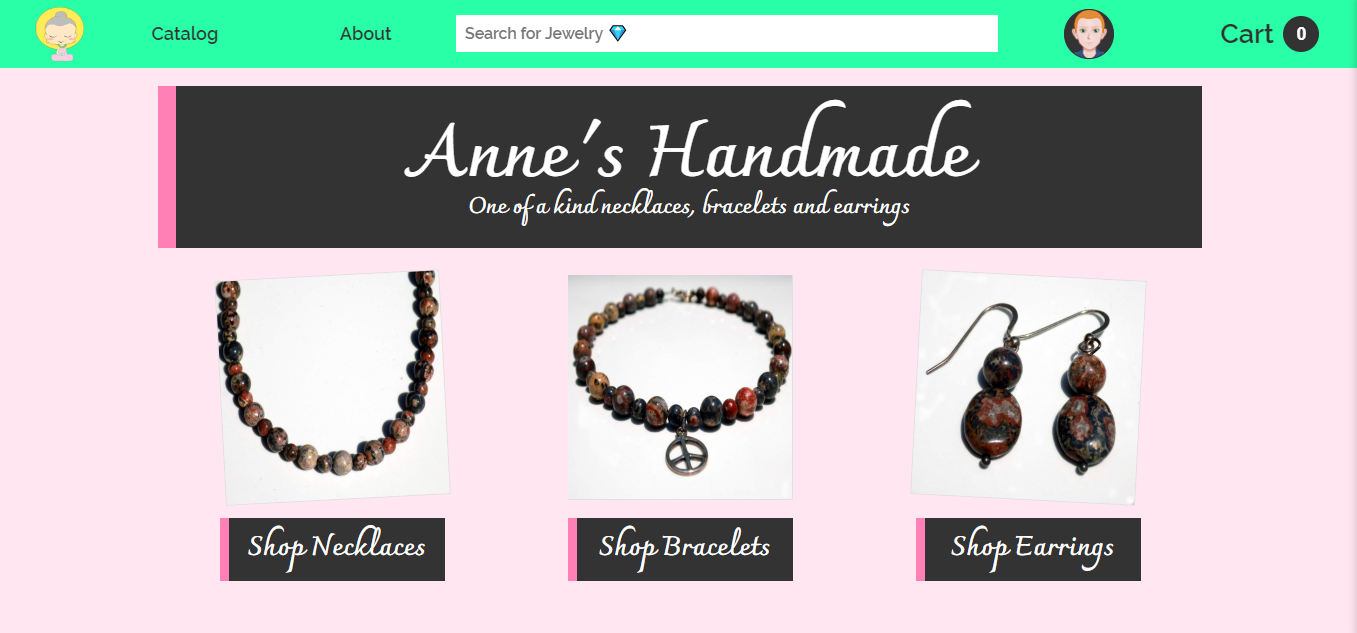 Catalog
About
Search for Jewelry 💎
Cart 0
Anne's Handmade
One of a kind necklaces, bracelets and earrings
Shop Necklaces
Shop Bracelets
Shop Earrings